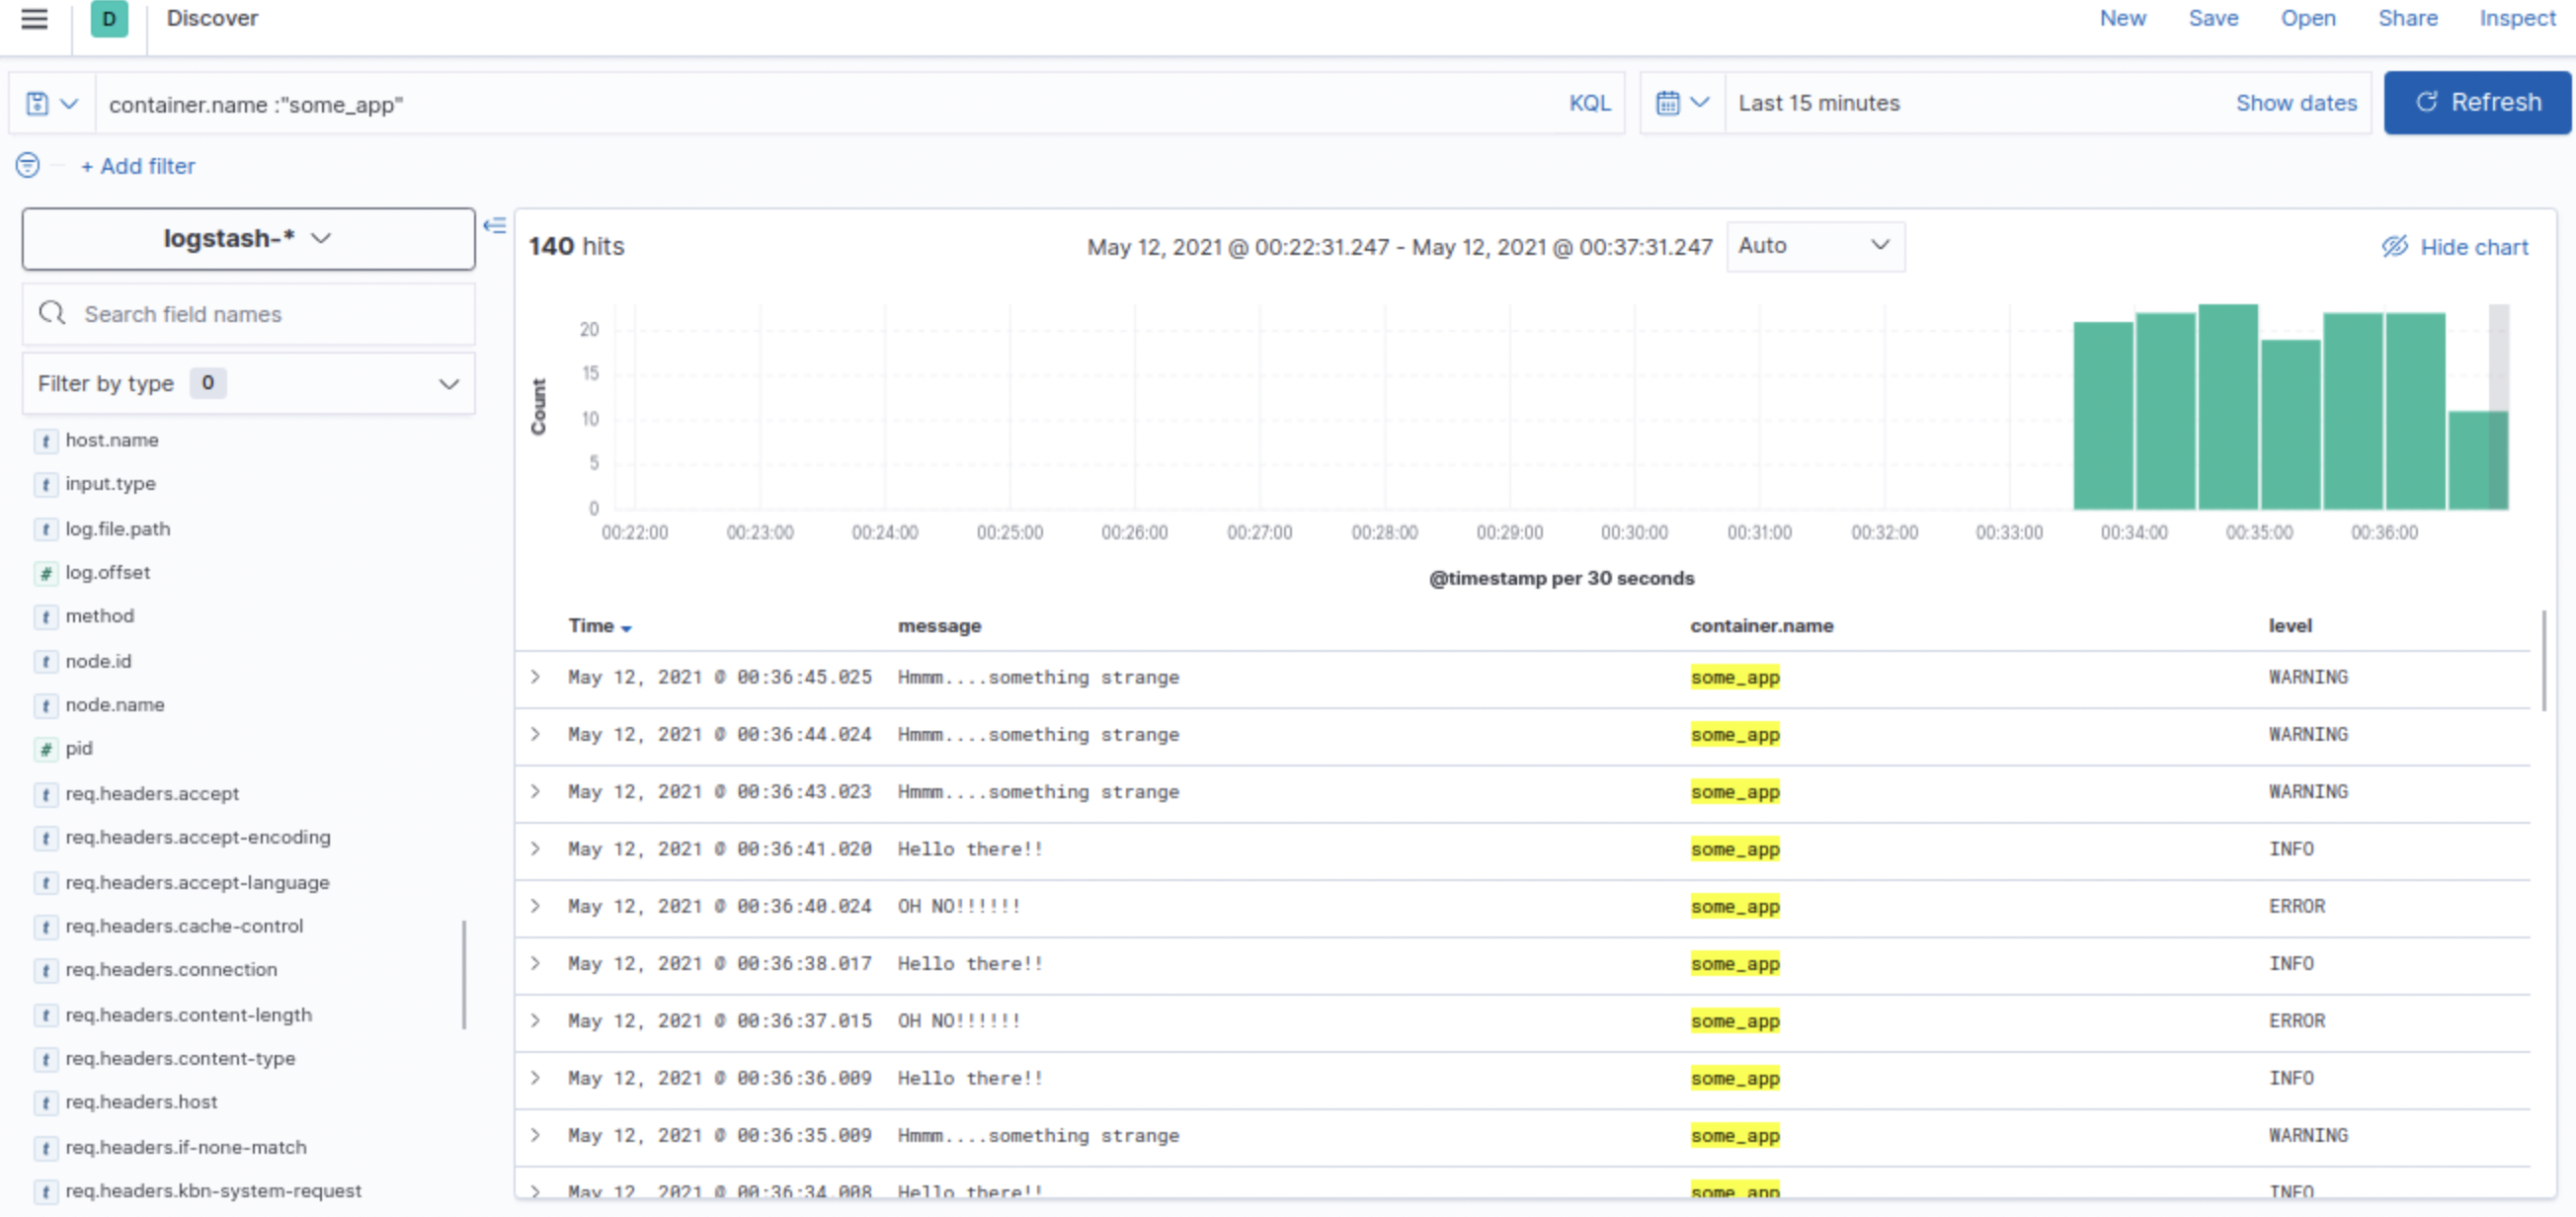 D Discover New Save Open Share Inspect
container.name :"some_app" KQL Last 15 minutes Show dates Refresh
+ Add filter
logstash-*
Search field names
Filter by type 0
host.name
input.type
log.file.path
log.offset
method
node.id
node.name
pid
req.headers.accept
req.headers.accept-encoding
req.headers.accept-language
req.headers.cache-control
req.headers.connection
req.headers.content-length
req.headers.content-type
req.headers.host
req.headers.if-none-match
req.headers.kbn-system-request
140 hits May 12, 2021 @ 00:22:31.247 - May 12, 2021 @ 00:37:31.247 Auto Hide chart
Count
20
15
10
5
0
00:22:00 00:23:00 00:24:00 00:25:00 00:26:00 00:27:00 00:28:00 00:29:00 00:30:00 00:31:00 00:32:00 00:33:00 00:34:00 00:35:00 00:36:00
@timestamp per 30 seconds
Time message container.name level
May 12, 2021 @ 00:36:45.025 Hmmm....something strange some_app WARNING
May 12, 2021 @ 00:36:44.024 Hmmm....something strange some_app WARNING
May 12, 2021 @ 00:36:43.023 Hmmm....something strange some_app WARNING
May 12, 2021 @ 00:36:41.020 Hello there!! some_app INFO
May 12, 2021 @ 00:36:40.024 OH NO!!!!!! some_app ERROR
May 12, 2021 @ 00:36:38.017 Hello there!! some_app INFO
May 12, 2021 @ 00:36:37.015 OH NO!!!!!! some_app ERROR
May 12, 2021 @ 00:36:36.009 Hello there!! some_app INFO
May 12, 2021 @ 00:36:35.009 Hmmm....something strange some_app WARNING
May 12, 2021 @ 00:36:34.008 Hello there!! some_app INFO